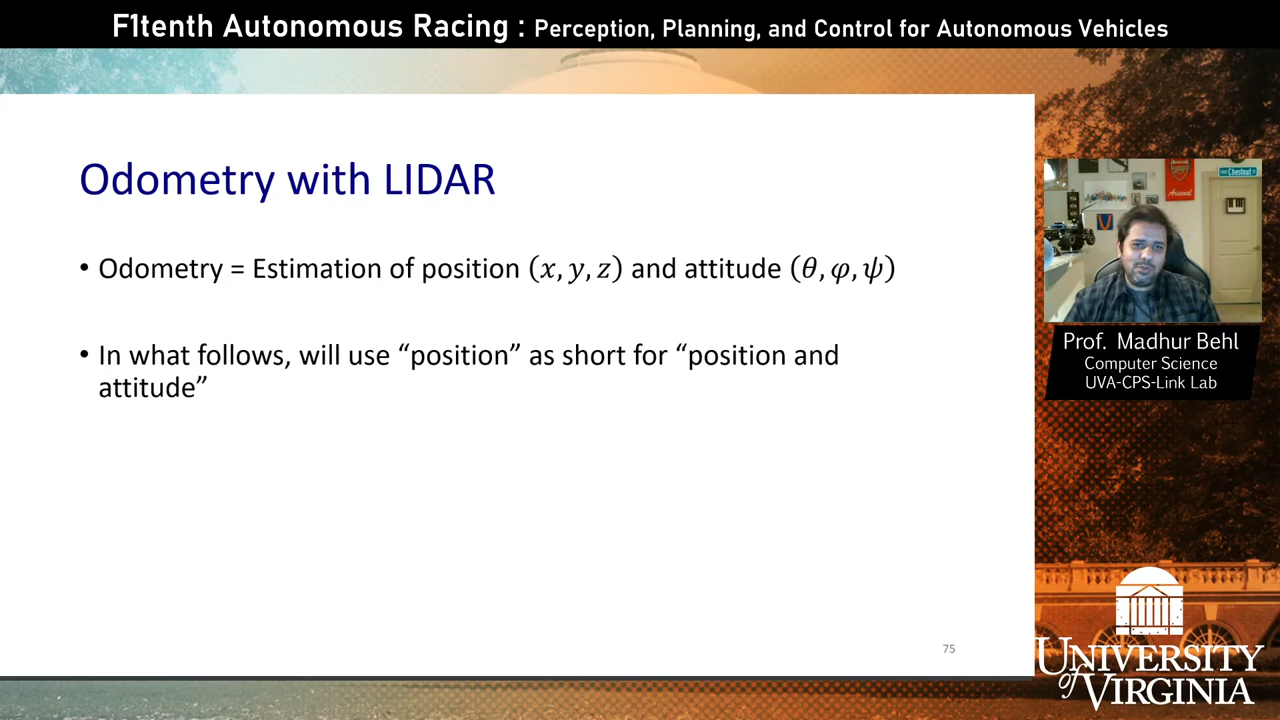 F1tenth Autonomous Racing : Perception, Planning, and Control for Autonomous Vehicles
Odometry with LIDAR
• Odometry = Estimation of position (x, y, z) and attitude (θ, φ, ψ)
• In what follows, will use “position” as short for “position and
attitude”
75
Arsenal
Chestnut
Prof. Madhur Behl
Computer Science
UVA-CPS-Link Lab
UNIVERSITY
of VIRGINIA